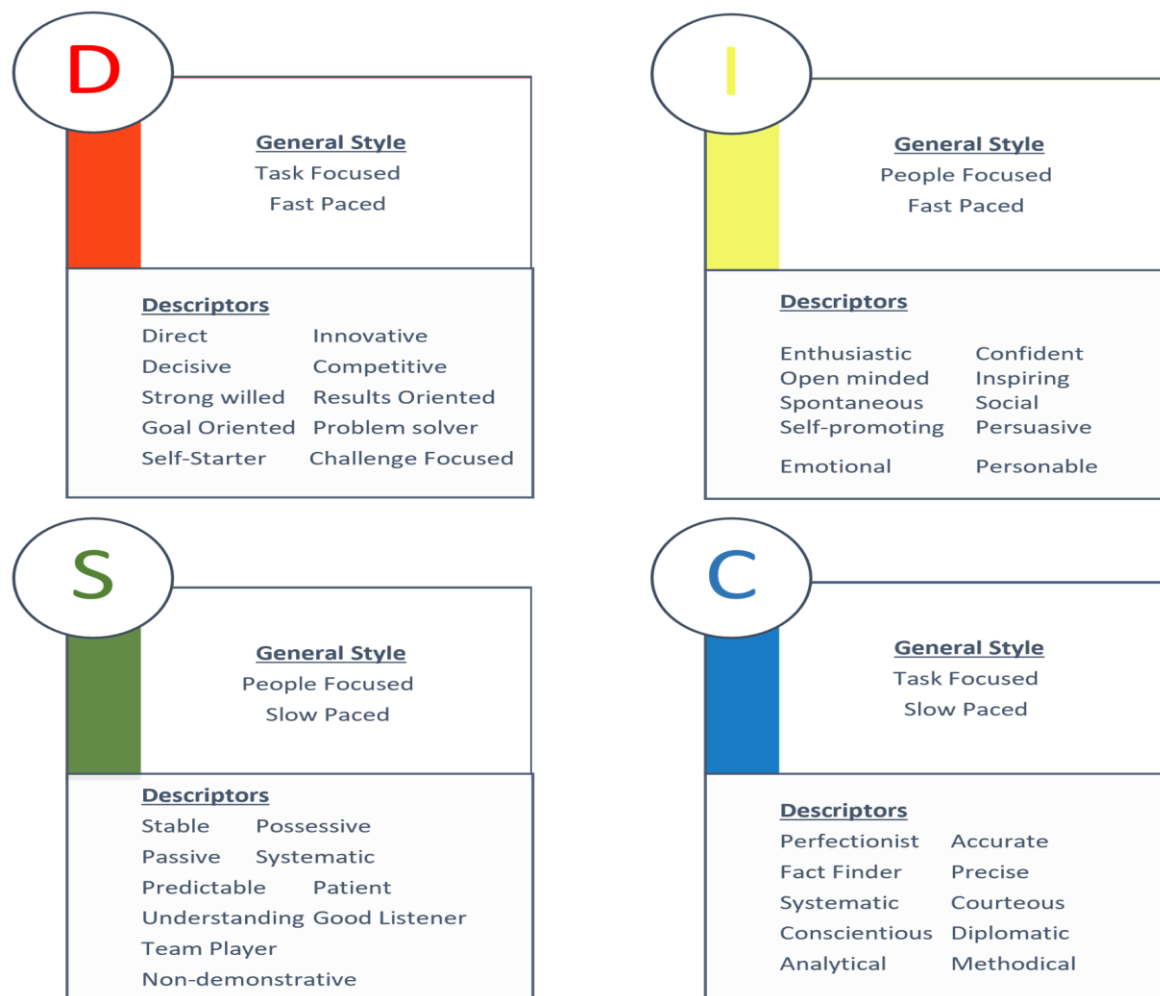 D
General Style
Task Focused
Fast Paced
Descriptors
Direct Innovative
Decisive Competitive
Strong willed Results Oriented
Goal Oriented Problem solver
Self-Starter Challenge Focused
I
General Style
People Focused
Fast Paced
Descriptors
Enthusiastic Confident
Open minded Inspiring
Spontaneous Social
Self-promoting Persuasive
Emotional Personable
S
General Style
People Focused
Slow Paced
Descriptors
Stable Possessive
Passive Systematic
Predictable Patient
Understanding Good Listener
Team Player
Non-demonstrative
C
General Style
Task Focused
Slow Paced
Descriptors
Perfectionist Accurate
Fact Finder Precise
Systematic Courteous
Conscientious Diplomatic
Analytical Methodical